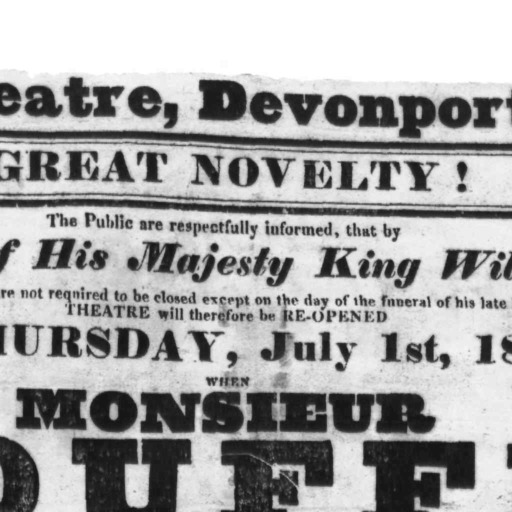 eatre, Devonport
GREAT NOVELTY!
The Public are respectfully informed, that by
f His Majesty King Wil
re not required to be closed except on the day of the funeral of his late
THEATRE will therefore be RE-OPENED
HURSDAY, July 1st, 18
WHEN
MONSIEUR
OUFF